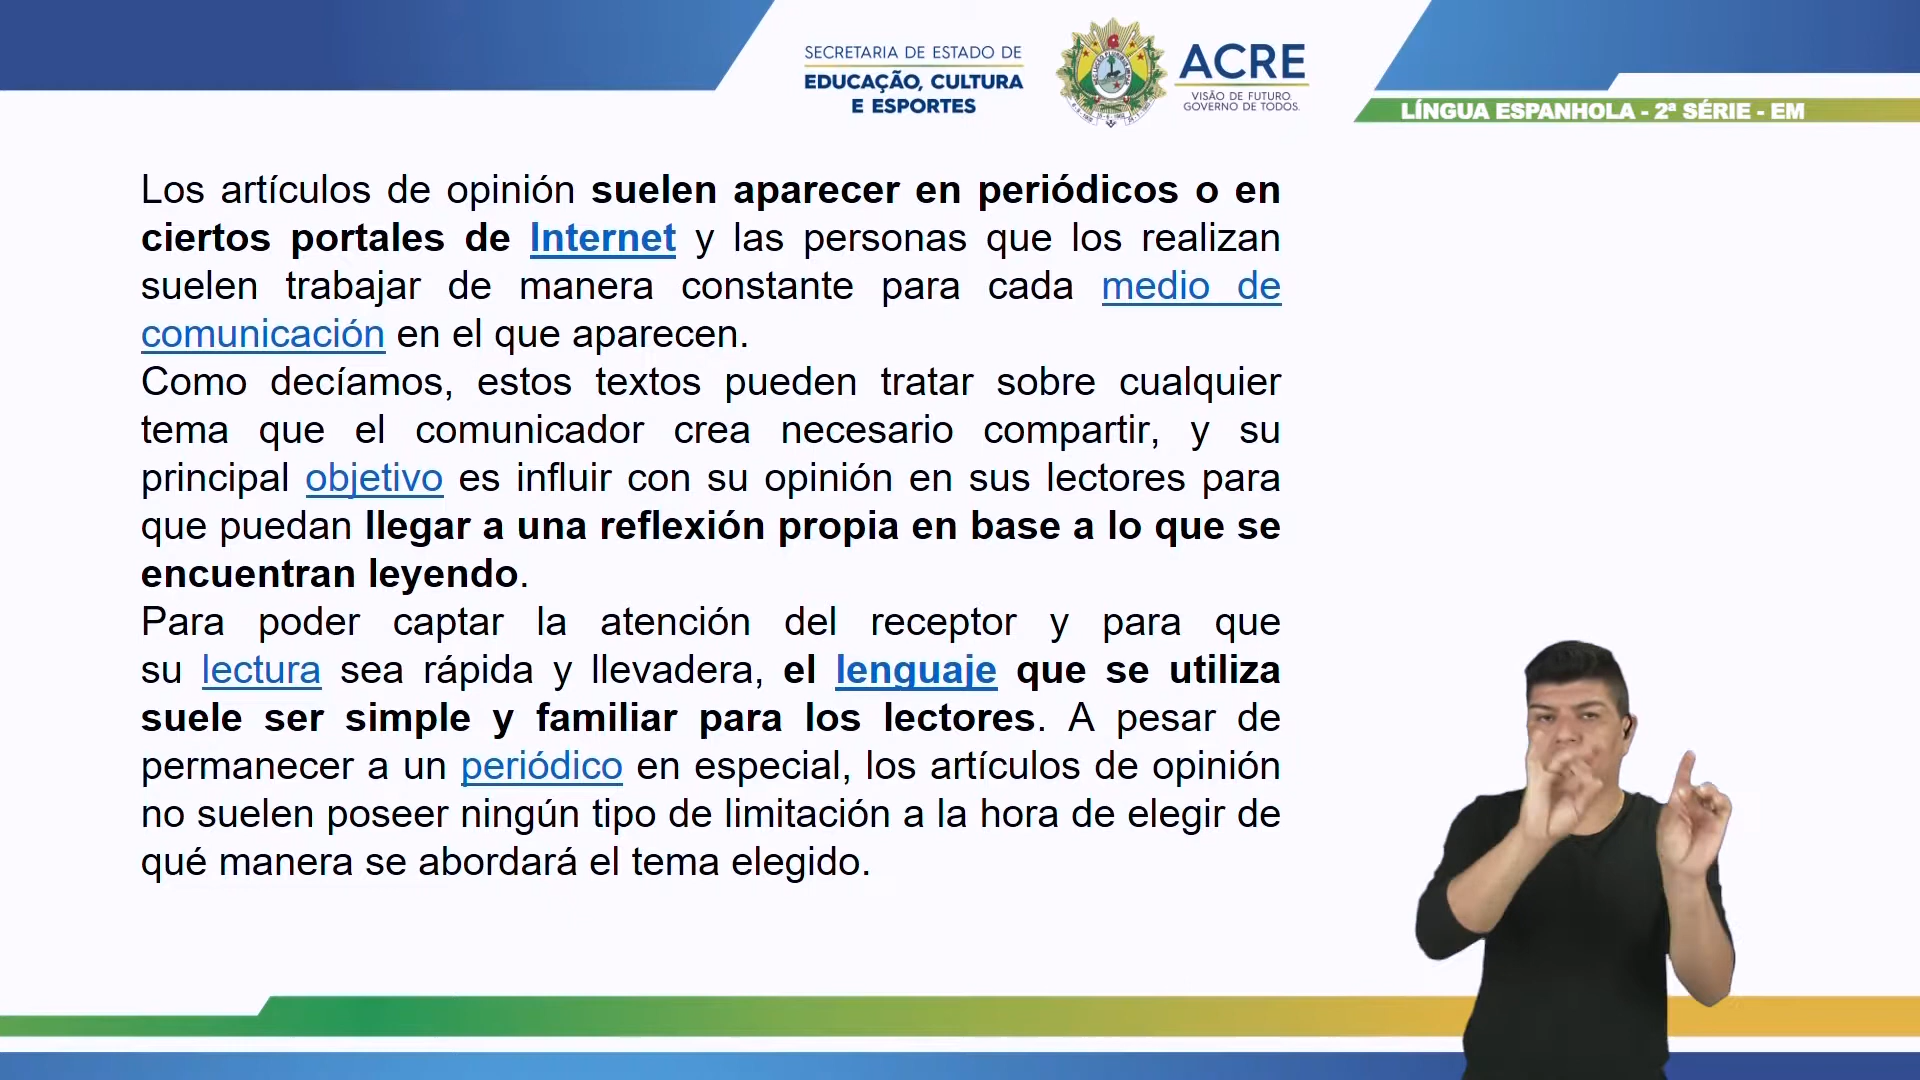 SECRETARIA DE ESTADO DE
EDUCAÇÃO, CULTURA
E ESPORTES
ACRE
VISÃO DE FUTURO.
GOVERNO DE TODOS.
LÍNGUA ESPANHOLA - 2ª SÉRIE - EM
Los artículos de opinión suelen aparecer en periódicos o en
ciertos portales de Internet y las personas que los realizan
suelen trabajar de manera constante para cada medio de
comunicación en el que aparecen.
Como decíamos, estos textos pueden tratar sobre cualquier
tema que el comunicador crea necesario compartir, y su
principal objetivo es influir con su opinión en sus lectores para
que puedan llegar a una reflexión propia en base a lo que se
encuentran leyendo.
Para poder captar la atención del receptor y para que
su lectura sea rápida y llevadera, el lenguaje que se utiliza
suele ser simple y familiar para los lectores. A pesar de
permanecer a un periódico en especial, los artículos de opinión
no suelen poseer ningún tipo de limitación a la hora de elegir de
qué manera se abordará el tema elegido.